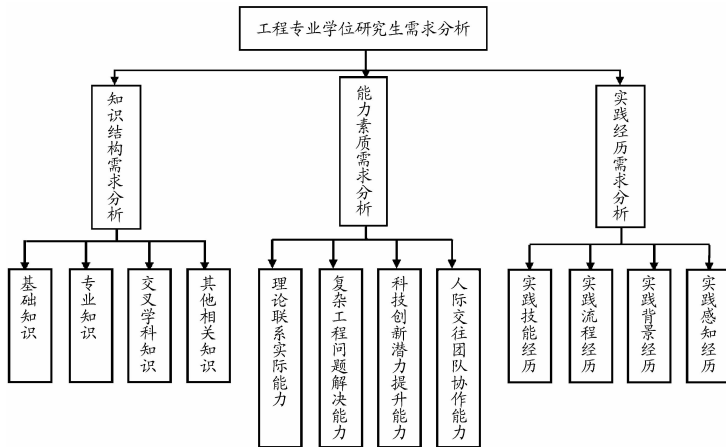 工程专业学位研究生需求分析
知识结构需求分析
能力素质需求分析
实践经历需求分析
基础知识
专业知识
交叉学科知识
其他相关知识
理论联系实际能力
复杂工程问题解决能力
科技创新潜力提升能力
人际交往团队协作能力
实践技能经历
实践流程经历
实践背景经历
实践感知经历